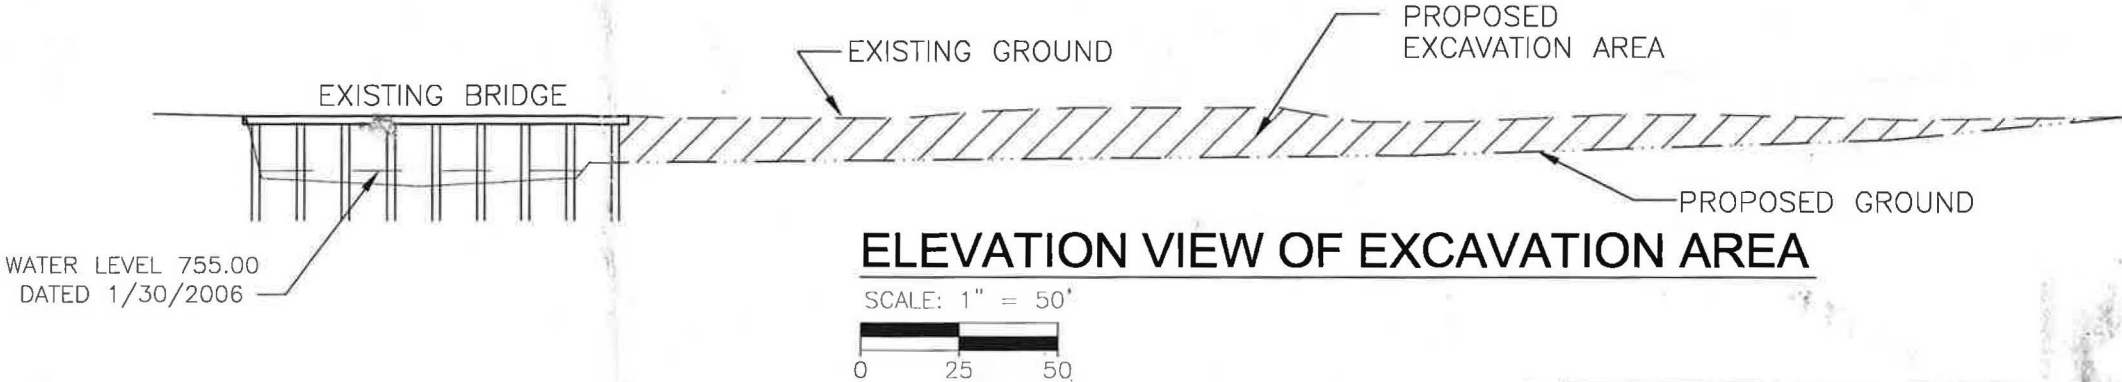 PROPOSED
EXCAVATION AREA
EXISTING GROUND
EXISTING BRIDGE
PROPOSED GROUND
WATER LEVEL 755.00
DATED 1/30/2006
ELEVATION VIEW OF EXCAVATION AREA
SCALE: 1" = 50'
0 25 50